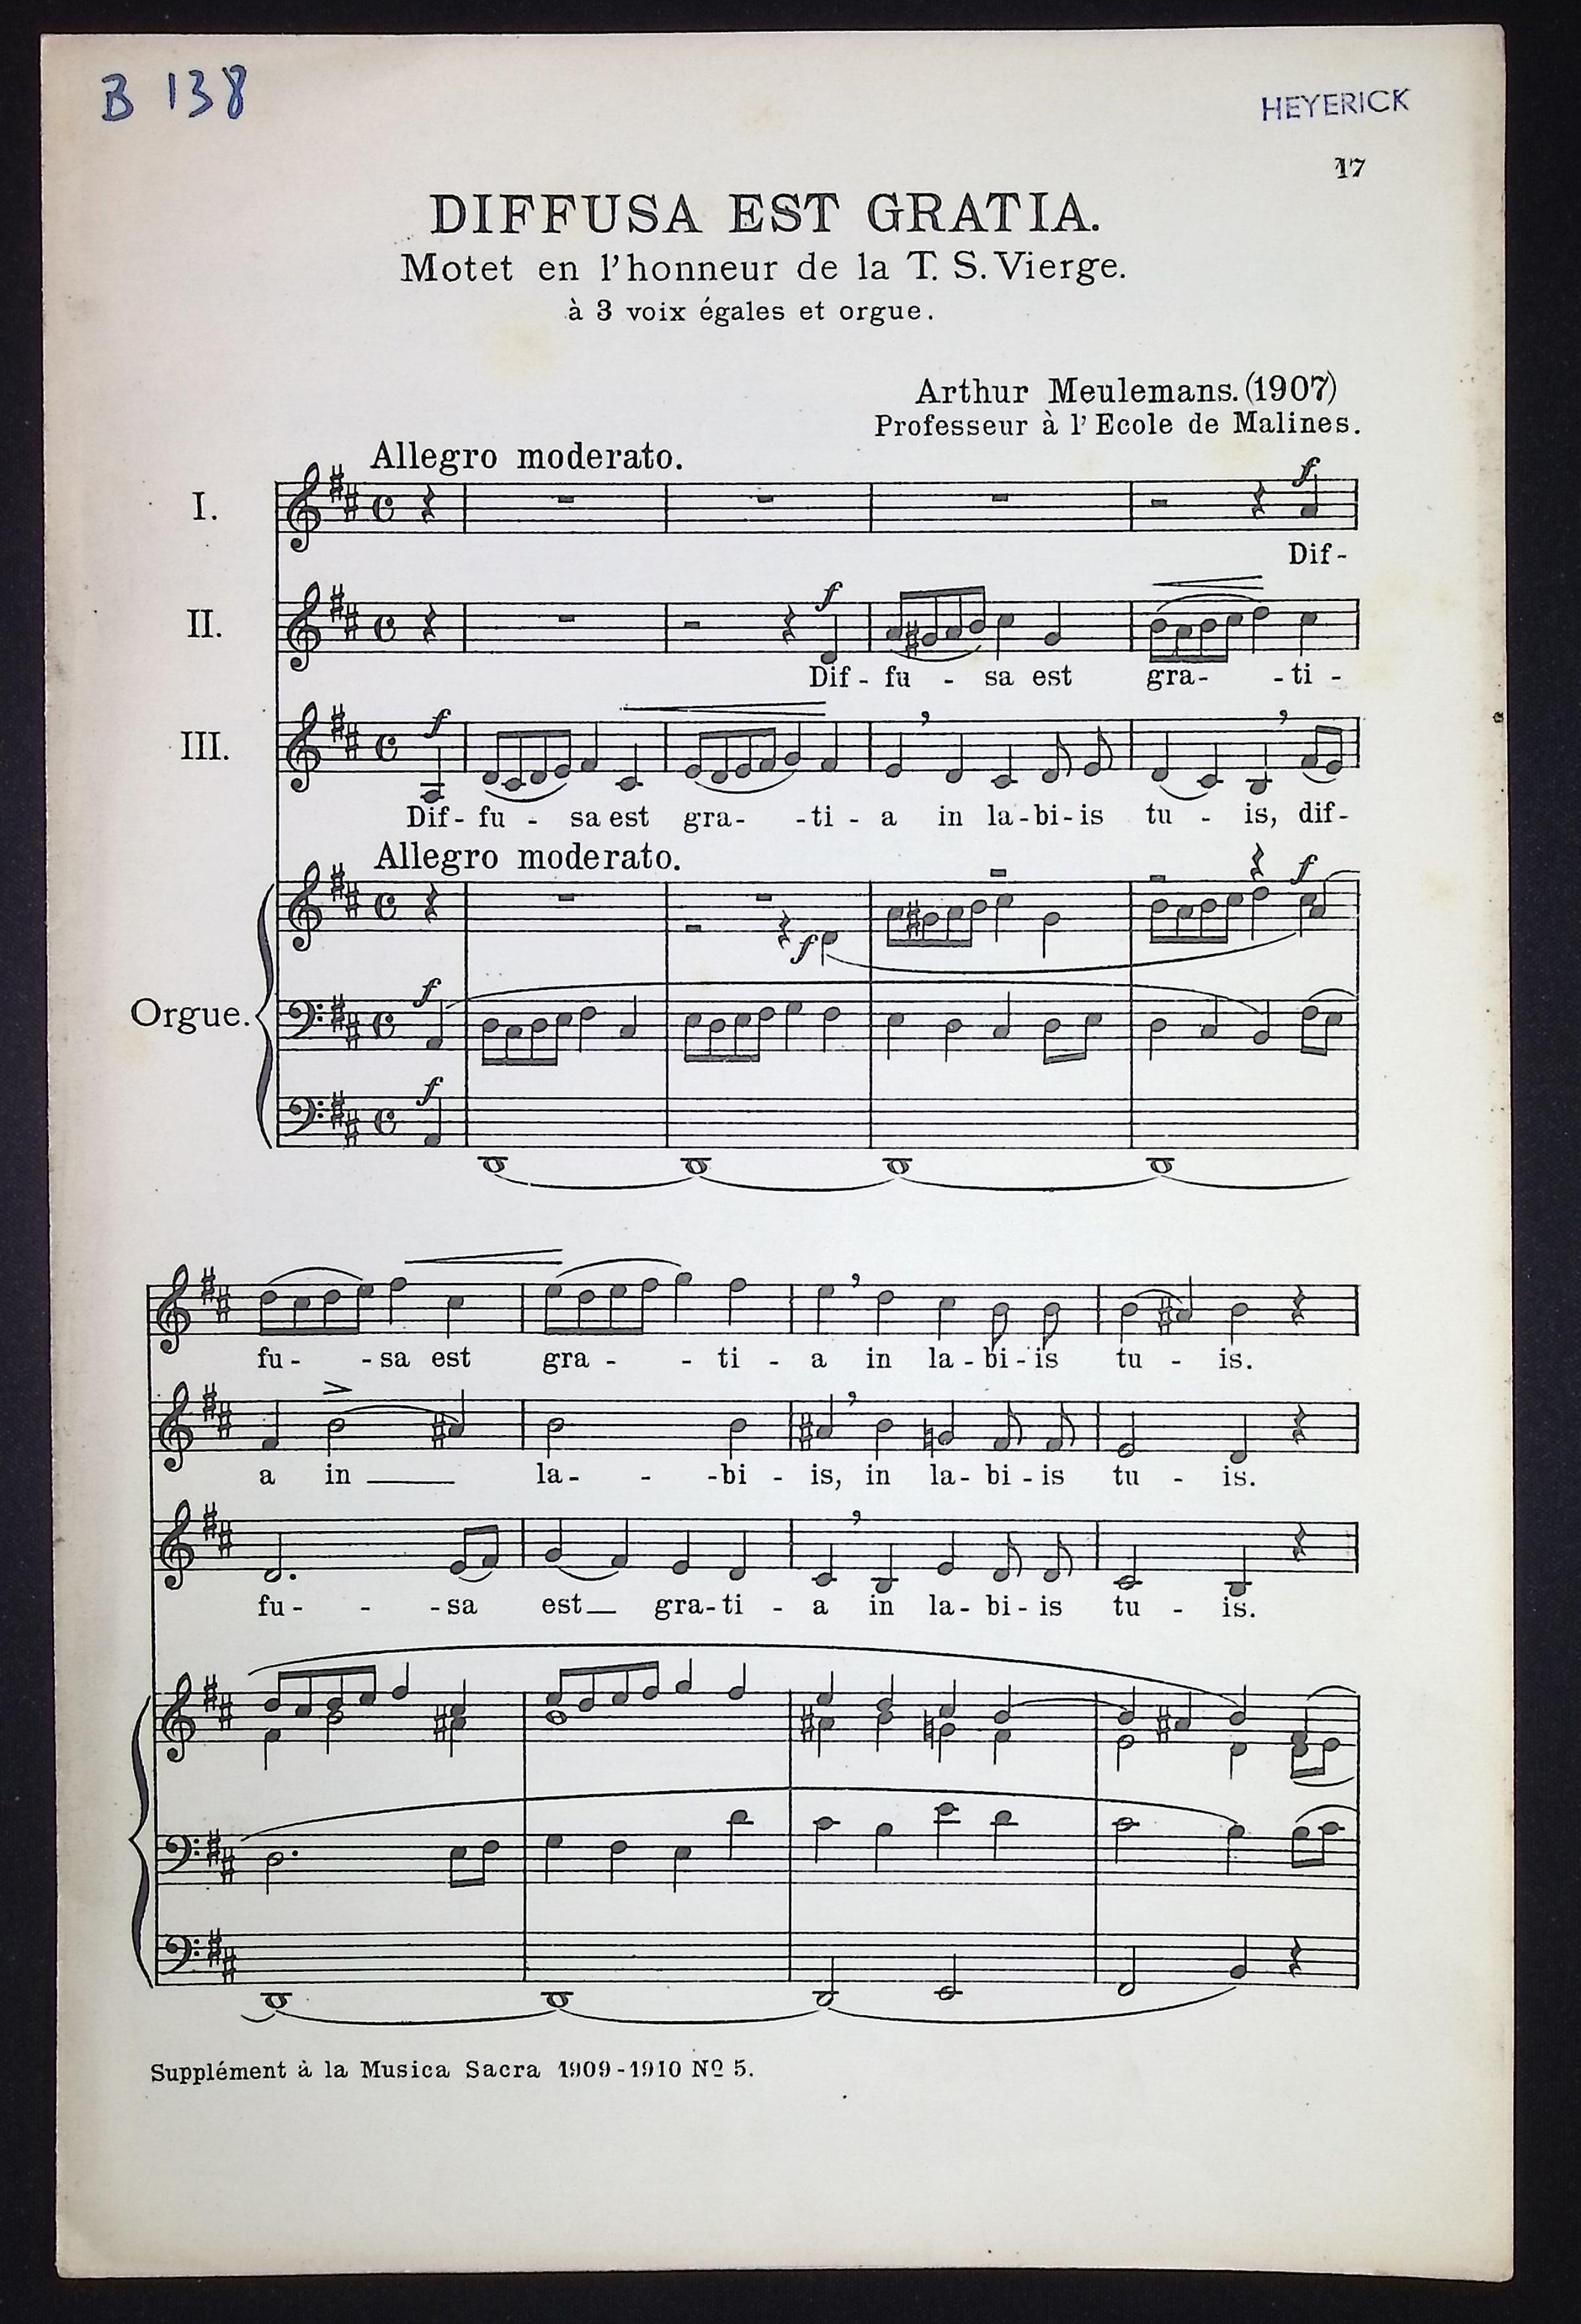 B 138
HEYERICK
17
DIFFUSA EST GRATIA.
Motet en l'honneur de la T. S. Vierge.
à 3 voix égales et orgue.
Arthur Meulemans. (1907)
Professeur à l'Ecole de Malines.
Allegro moderato.
I.
f
Dif-
II.
f
Dif - fu - sa est gra- - ti -
III.
f
Dif- fu - sa est gra- - ti - a in la - bi - is tu - is, dif-
Allegro moderato.
f
f
Orgue.
f
f
fu- - sa est gra - - ti - a in la - bi - is tu - is.
a in la- - - bi - is, in la- bi - is tu - is.
fu- - - sa est gra-ti - a in la- bi - is tu - is.
Supplément à la Musica Sacra 1909-1910 Nº 5.